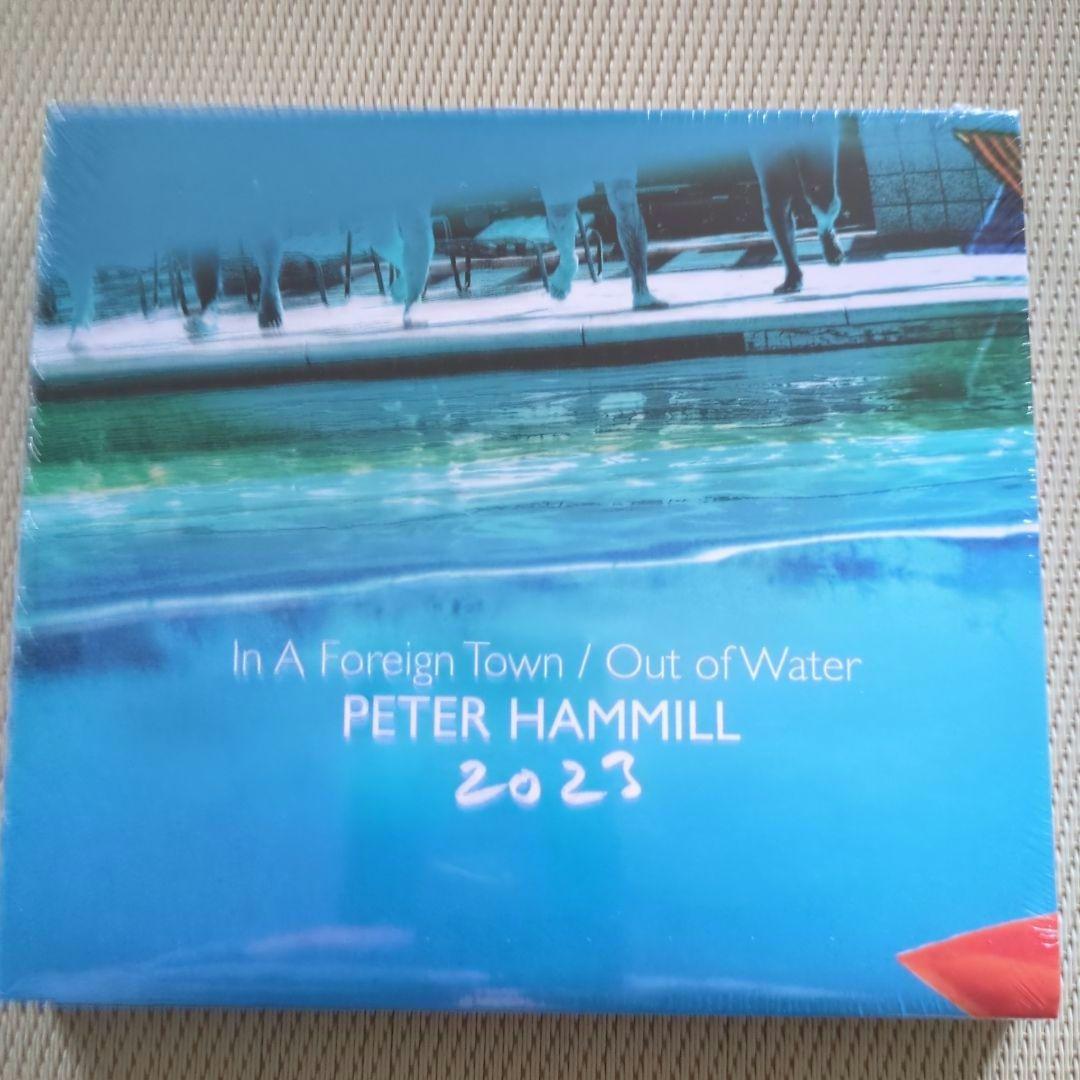 In A Foreign Town / Out of Water
PETER HAMMILL
2023